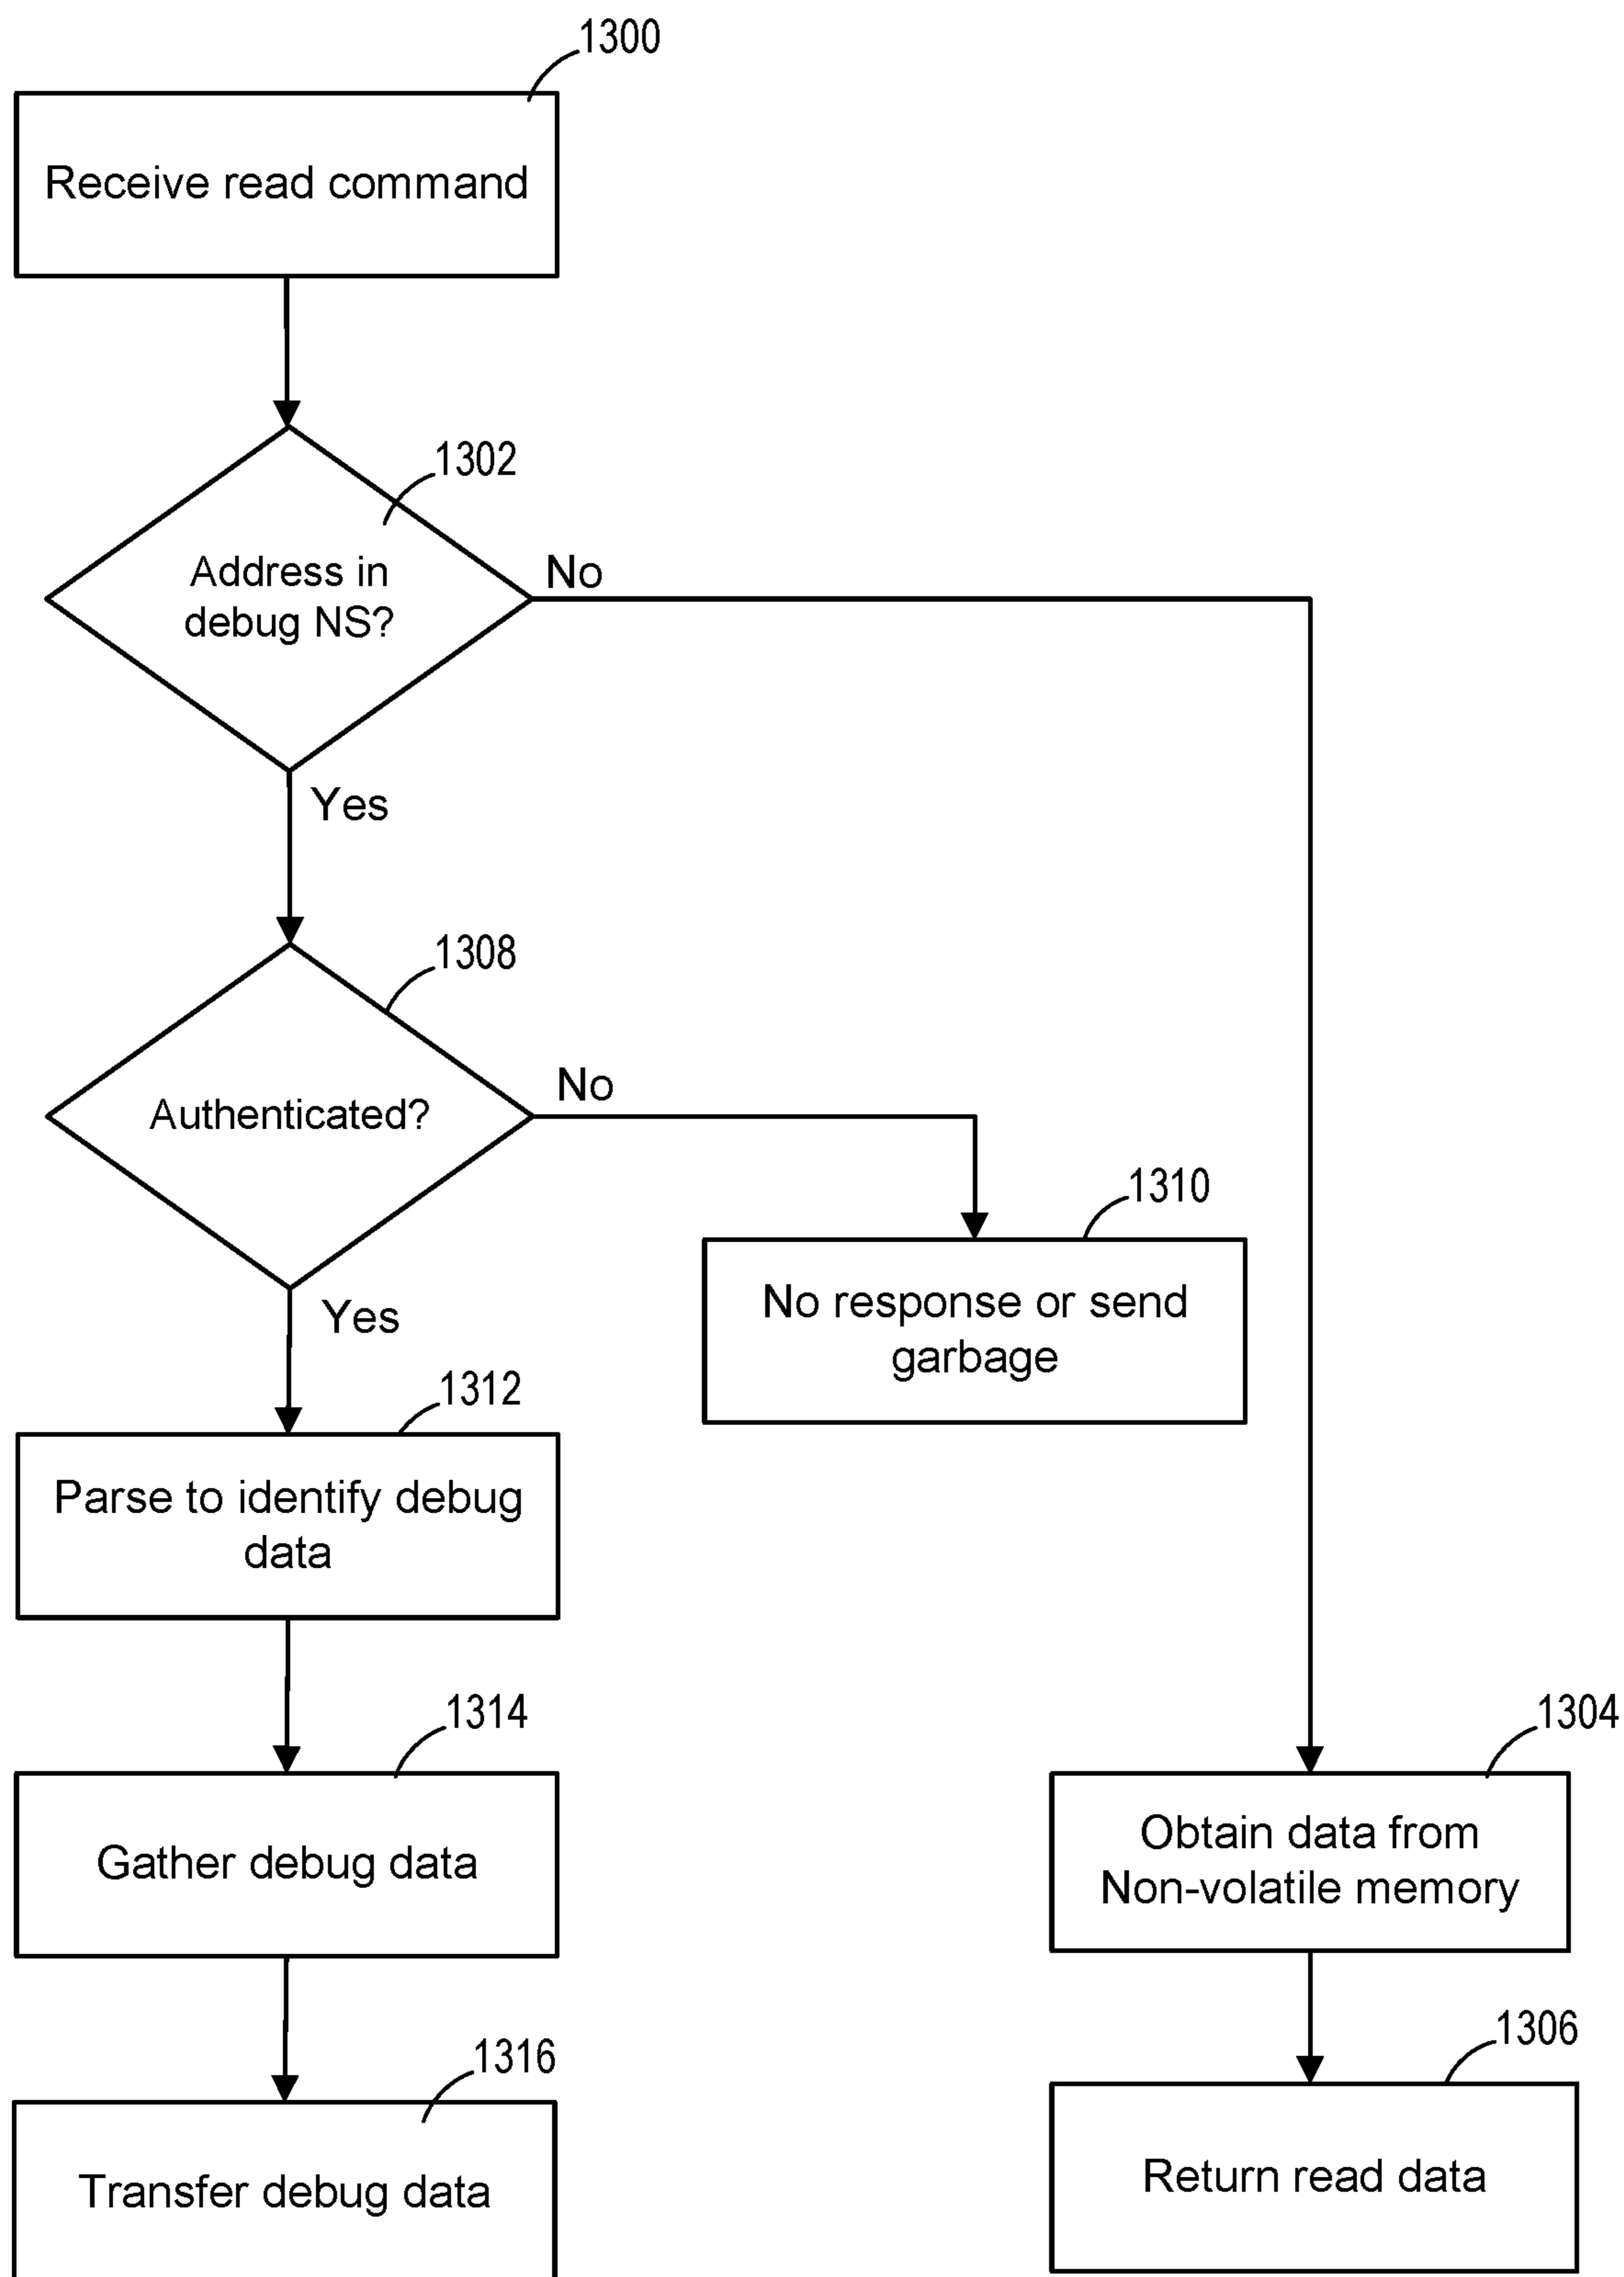 1300
Receive read command
1302
Address in
debug NS?
No
Yes
1308
Authenticated?
No
Yes
1310
No response or send
garbage
1312
Parse to identify debug
data
1314
Gather debug data
1304
Obtain data from
Non-volatile memory
1316
Transfer debug data
1306
Return read data